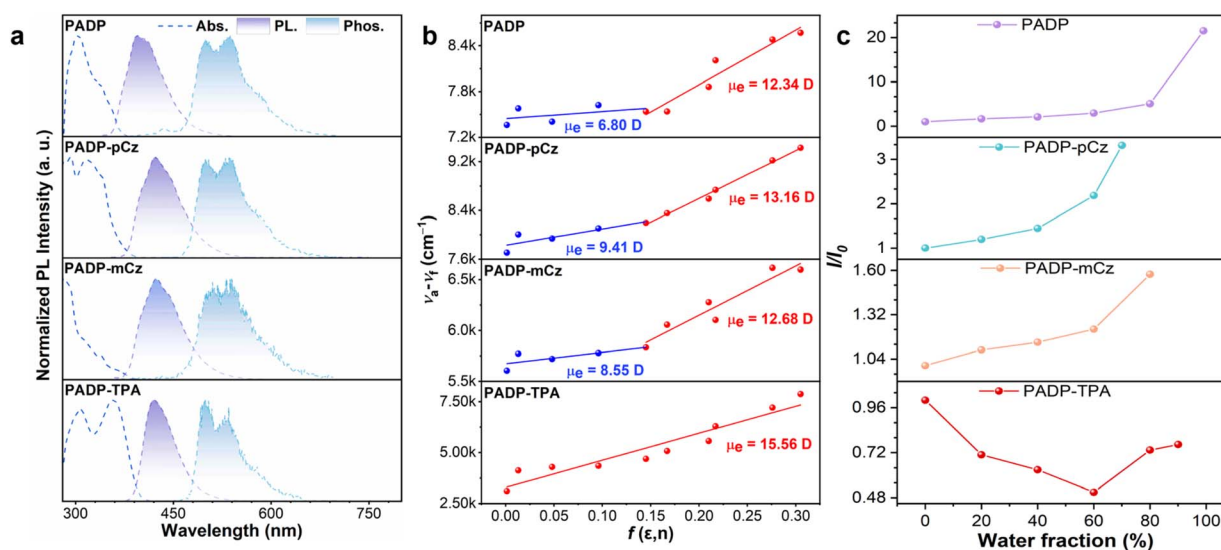 a
PADP
Abs.
PL.
Phos.
PADP-pCz
PADP-mCz
PADP-TPA
Normalized PL Intensity (a. u.)
300
450
600
750
Wavelength (nm)
b
PADP
8.4k
7.8k
7.2k
μe = 12.34 D
μe = 6.80 D
PADP-pCz
9.2k
8.4k
7.6k
μe = 13.16 D
μe = 9.41 D
PADP-mCz
6.5k
6.0k
5.5k
μe = 12.68 D
μe = 8.55 D
PADP-TPA
7.50k
5.00k
2.50k
μe = 15.56 D
νa-νf (cm⁻¹)
0.00
0.05
0.10
0.15
0.20
0.25
0.30
f (ε,n)
c
PADP
20
10
0
PADP-pCz
3
2
1
PADP-mCz
1.60
1.32
1.04
PADP-TPA
0.96
0.72
0.48
I/I0
0
20
40
60
80
100
Water fraction (%)